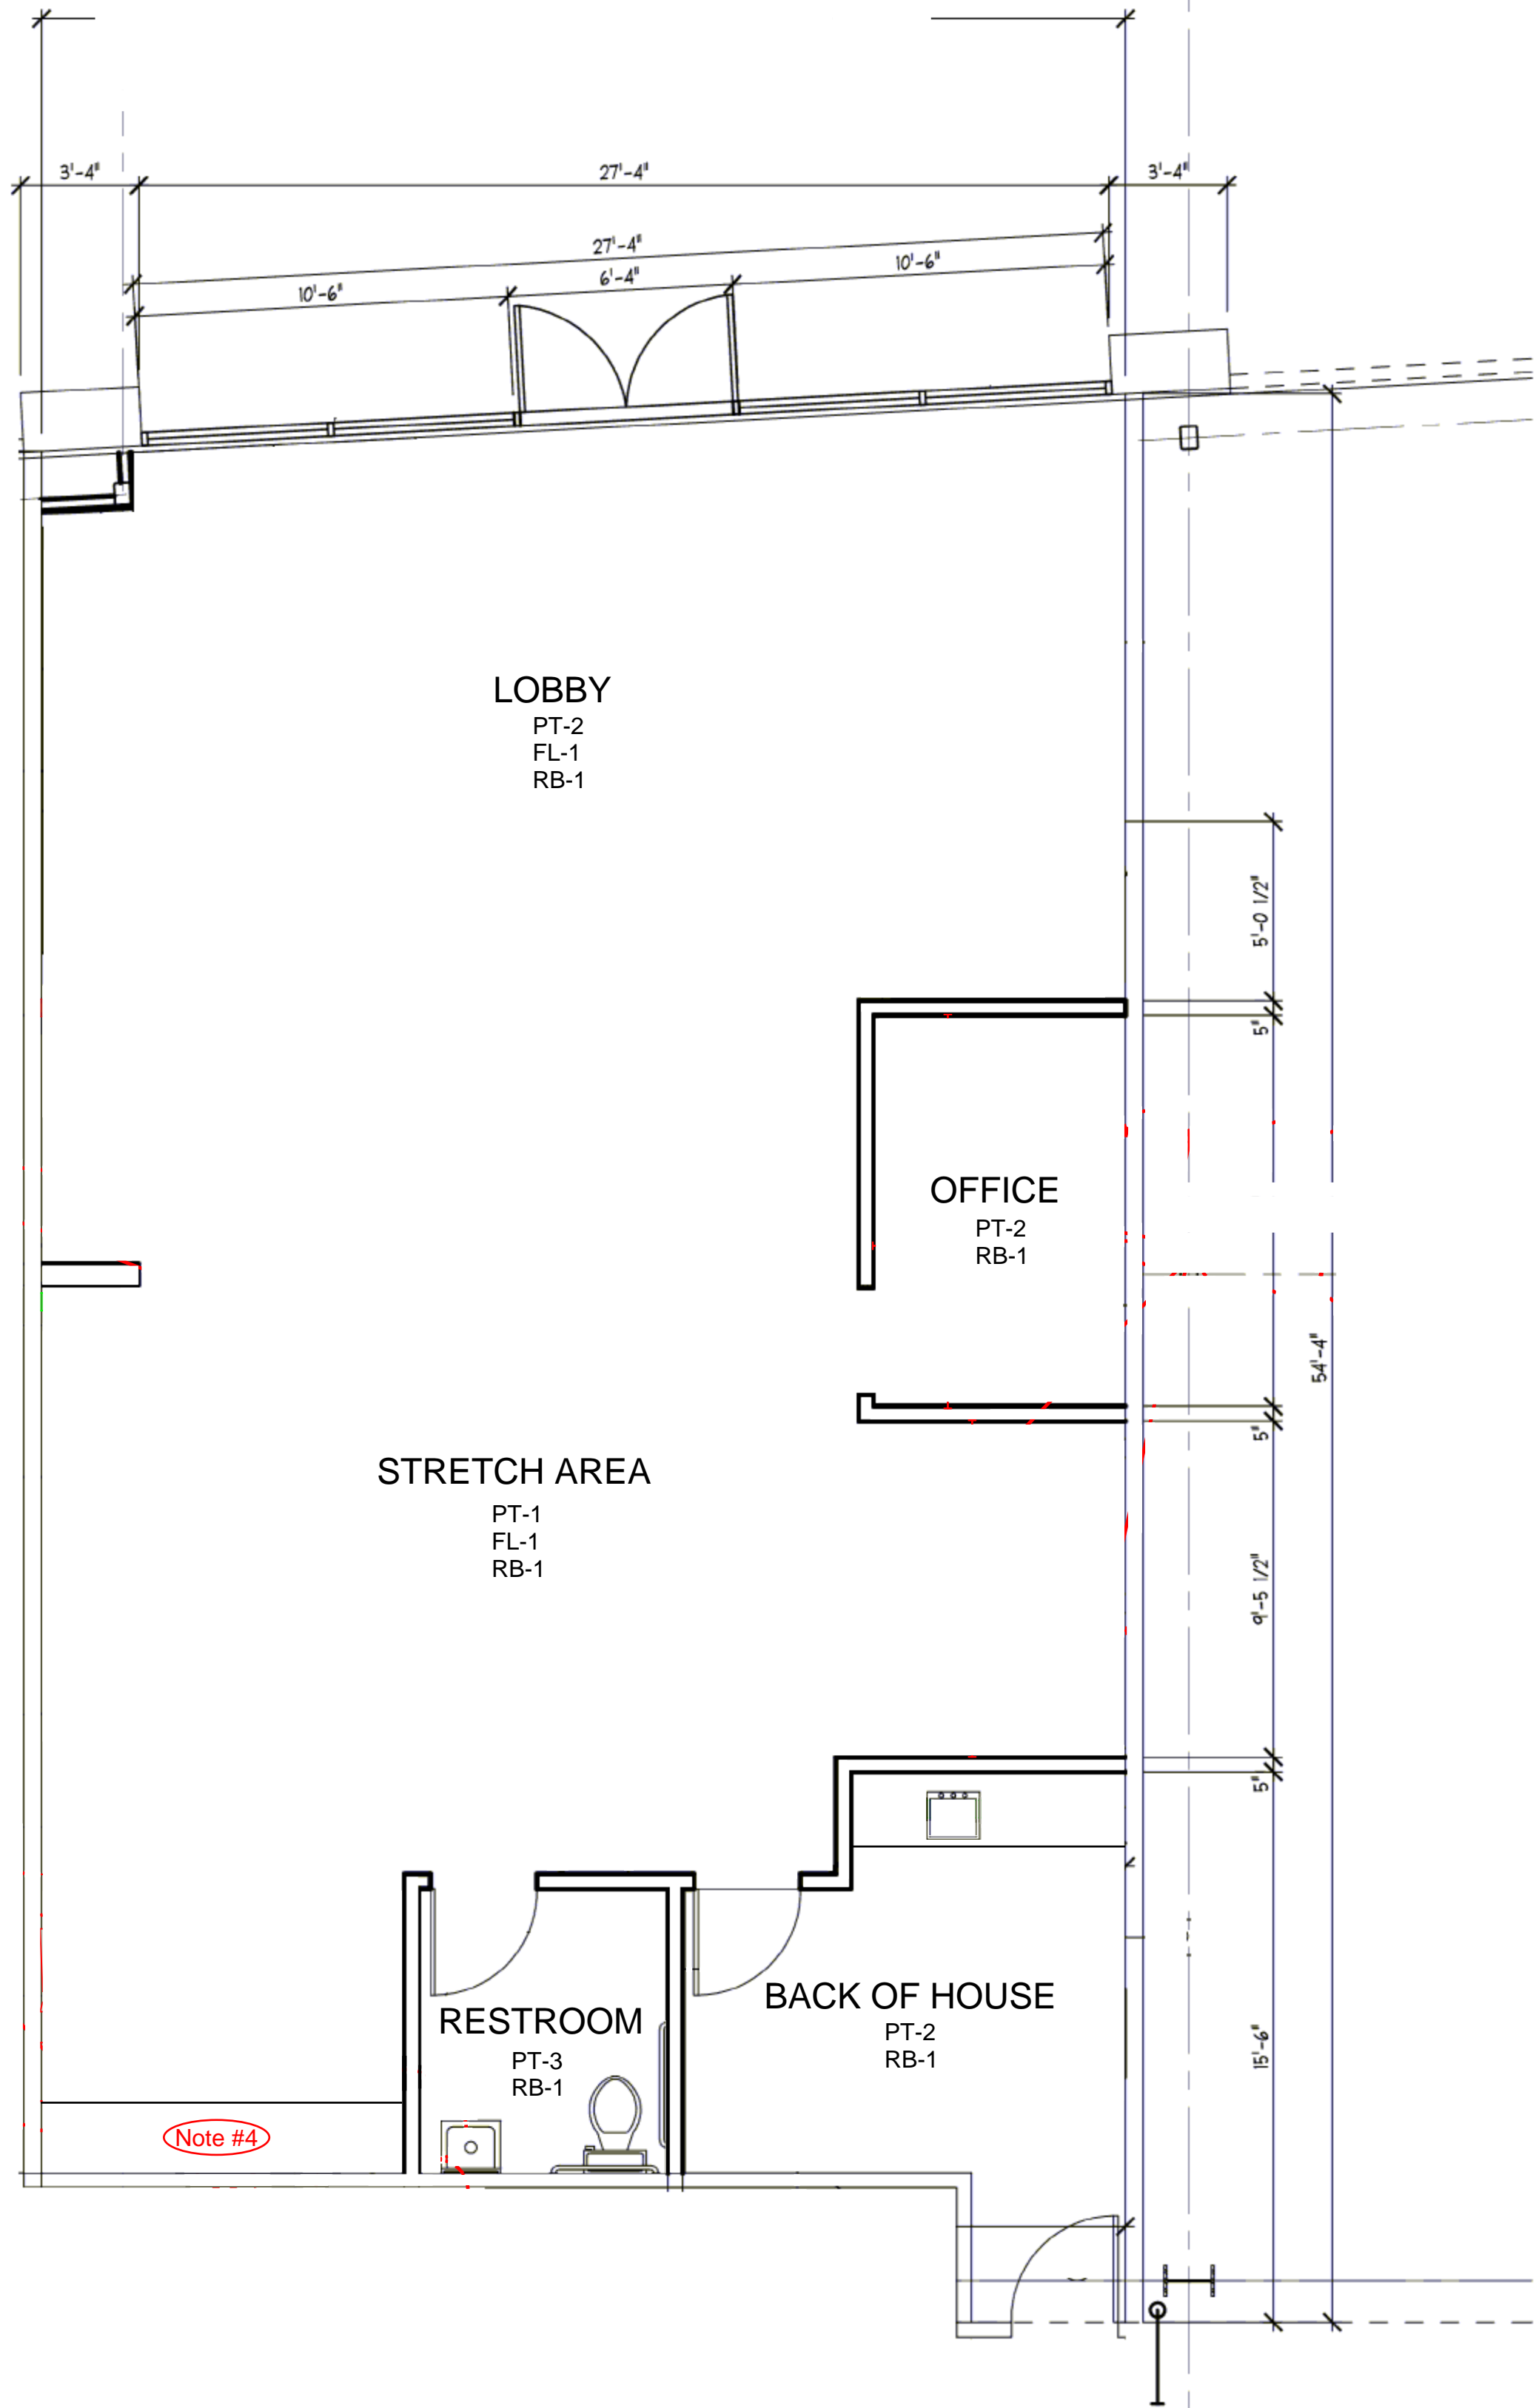 3'-4"
27'-4"
3'-4"
27'-4"
10'-6"
6'-4"
10'-6"
LOBBY
PT-2
FL-1
RB-1
5'-0 1/2"
5"
OFFICE
PT-2
RB-1
54'-4"
5"
STRETCH AREA
PT-1
FL-1
RB-1
9'-5 1/2"
5"
BACK OF HOUSE
PT-2
RB-1
RESTROOM
PT-3
RB-1
15'-6"
Note #4